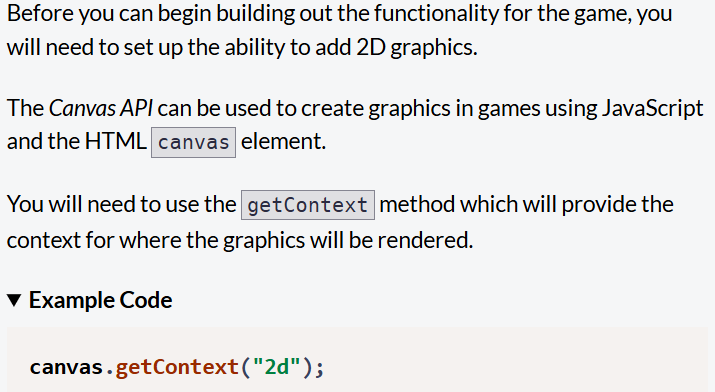 Before you can begin building out the functionality for the game, you
will need to set up the ability to add 2D graphics.
The Canvas API can be used to create graphics in games using JavaScript
and the HTML canvas element.
You will need to use the getContext method which will provide the
context for where the graphics will be rendered.
▼ Example Code
canvas.getContext("2d");